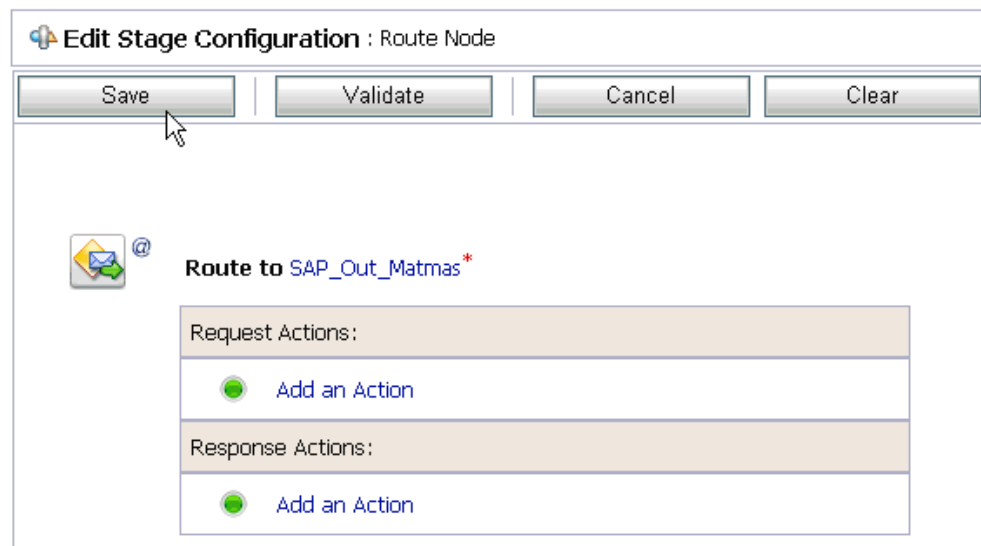 Edit Stage Configuration : Route Node
Save Validate Cancel Clear
@
Route to SAP_Out_Matmas*
Request Actions:
Add an Action
Response Actions:
Add an Action